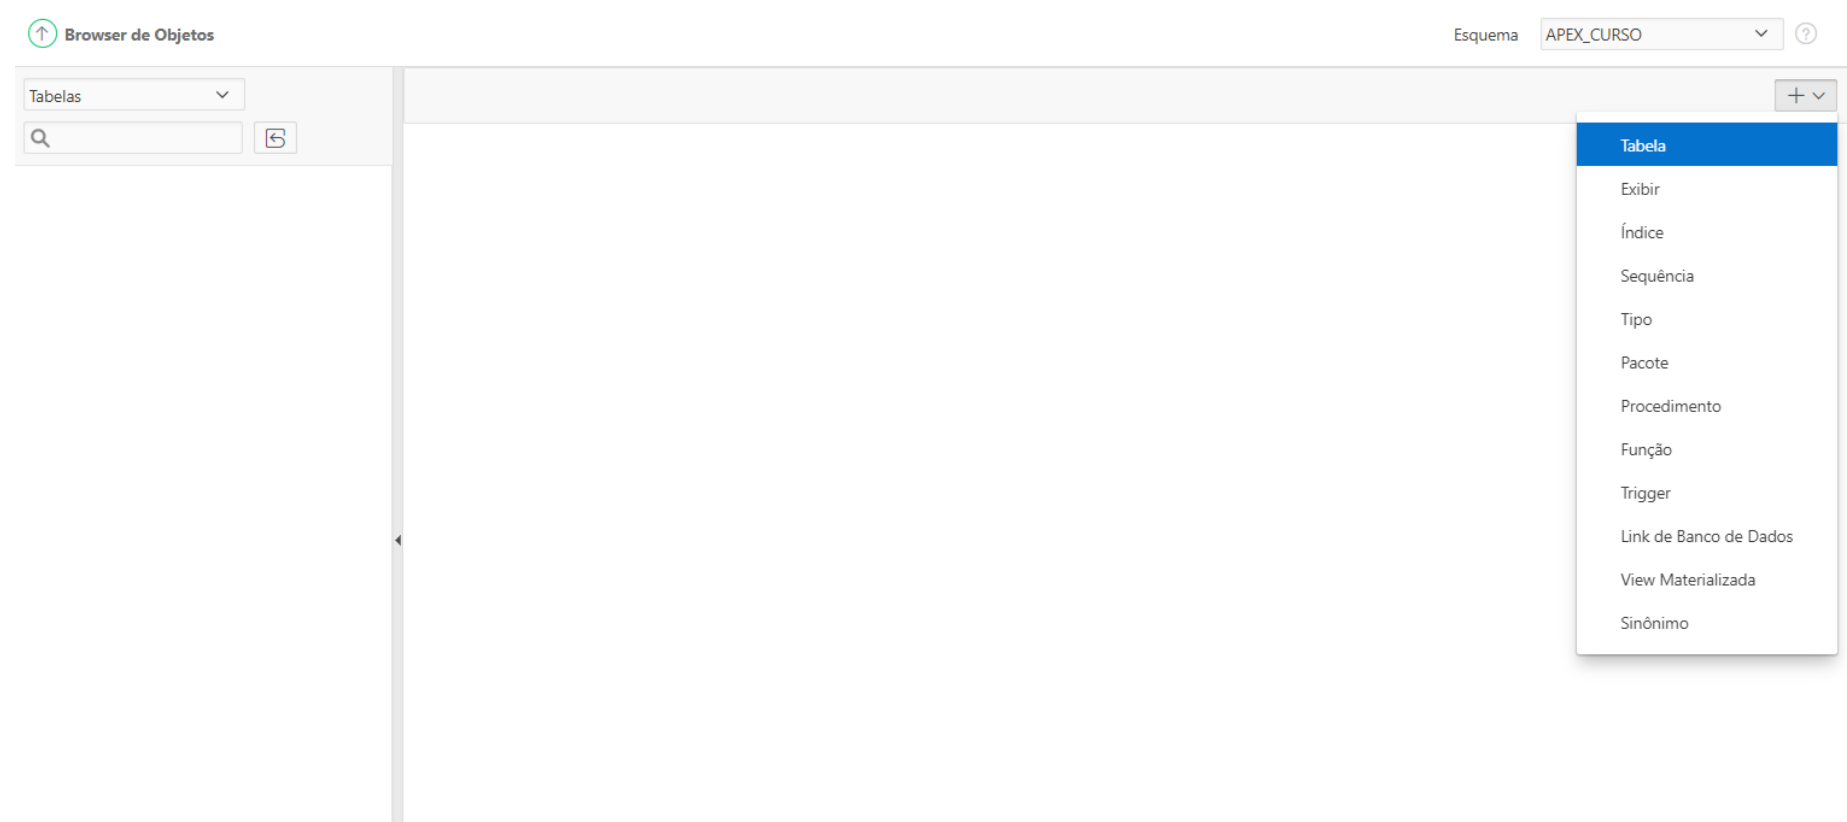 Browser de Objetos
Esquema APEX_CURSO
Tabelas
Tabela
Exibir
Índice
Sequência
Tipo
Pacote
Procedimento
Função
Trigger
Link de Banco de Dados
View Materializada
Sinônimo